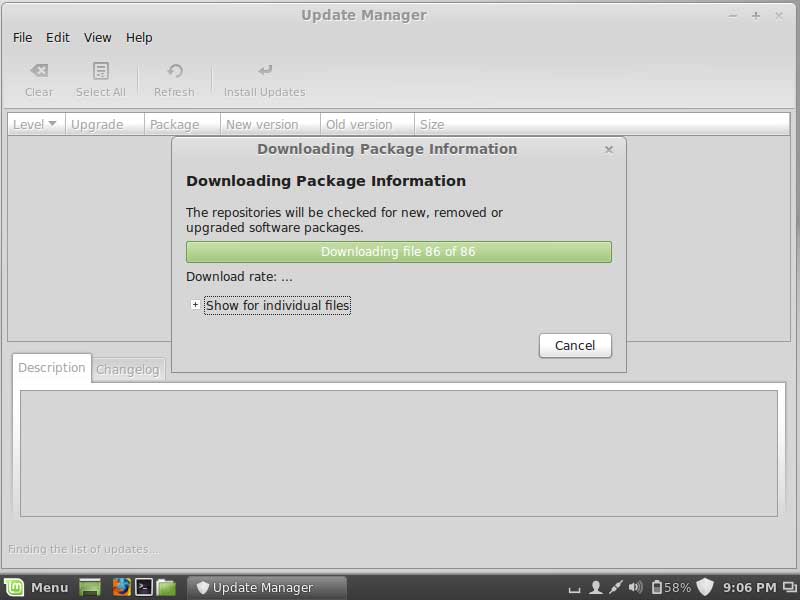 Update Manager
File Edit View Help
Clear Select All Refresh Install Updates
Level Upgrade Package New version Old version Size
Downloading Package Information
Downloading Package Information
The repositories will be checked for new, removed or
upgraded software packages.
Downloading file 86 of 86
Download rate: ...
Show for individual files
Cancel
Description Changelog
Finding the list of updates...
Menu Update Manager 58% 9:06 PM